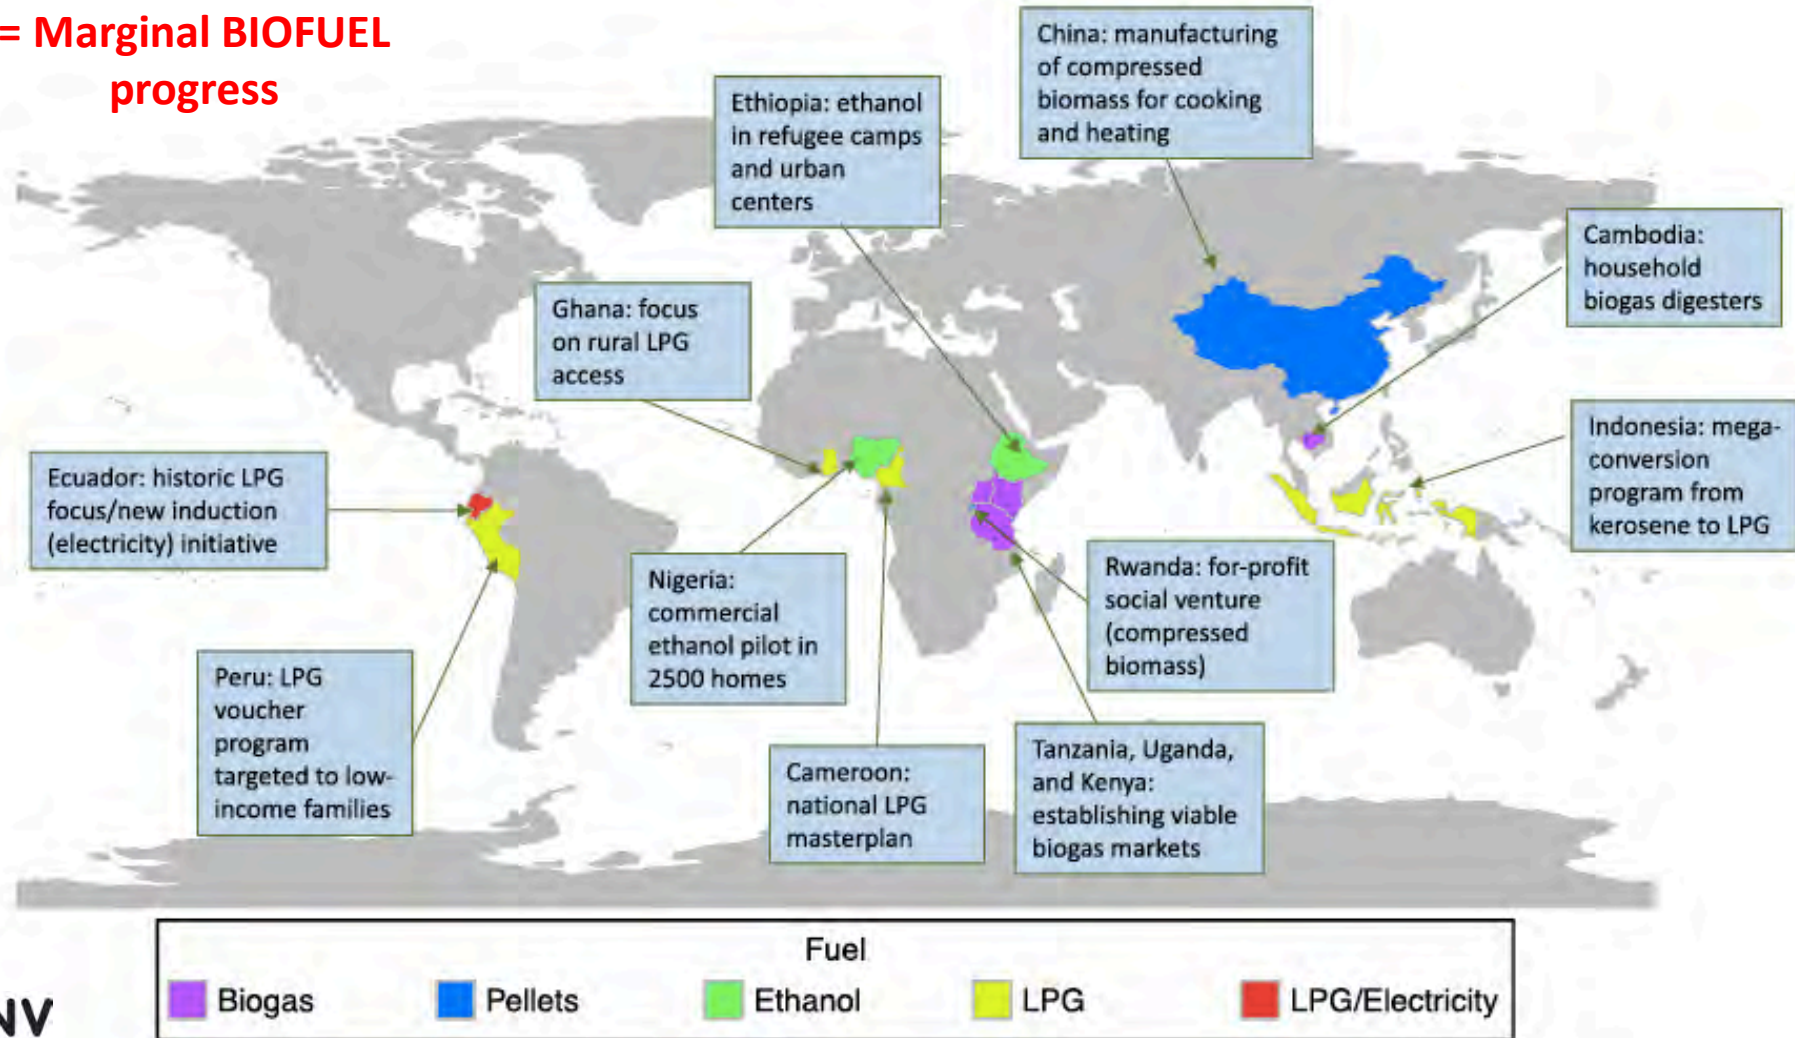 = Marginal BIOFUEL
progress
China: manufacturing
of compressed
biomass for cooking
and heating
Ethiopia: ethanol
in refugee camps
and urban
centers
Cambodia:
household
biogas digesters
Ghana: focus
on rural LPG
access
Indonesia: mega-
conversion
program from
kerosene to LPG
Ecuador: historic LPG
focus/new induction
(electricity) initiative
Nigeria:
commercial
ethanol pilot in
2500 homes
Rwanda: for-profit
social venture
(compressed
biomass)
Peru: LPG
voucher
program
targeted to low-
income families
Cameroon:
national LPG
masterplan
Tanzania, Uganda,
and Kenya:
establishing viable
biogas markets
Fuel
Biogas
Pellets
Ethanol
LPG
LPG/Electricity
NV